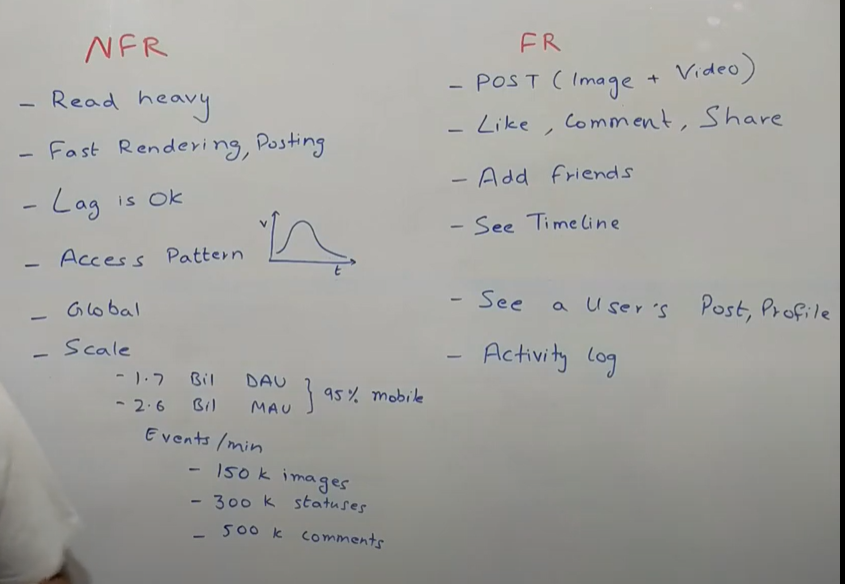 NFR
- Read heavy
- Fast Rendering, Posting
- Lag is Ok
- Access Pattern
v
t
- Global
- Scale
- 1.7 Bil DAU
- 2.6 Bil MAU
} 95% mobile
Events/min
- 150 k images
- 300 k statuses
- 500 k comments
FR
- POST (Image + Video)
- Like, Comment, Share
- Add friends
- See Timeline
- See a User's Post, Profile
- Activity log